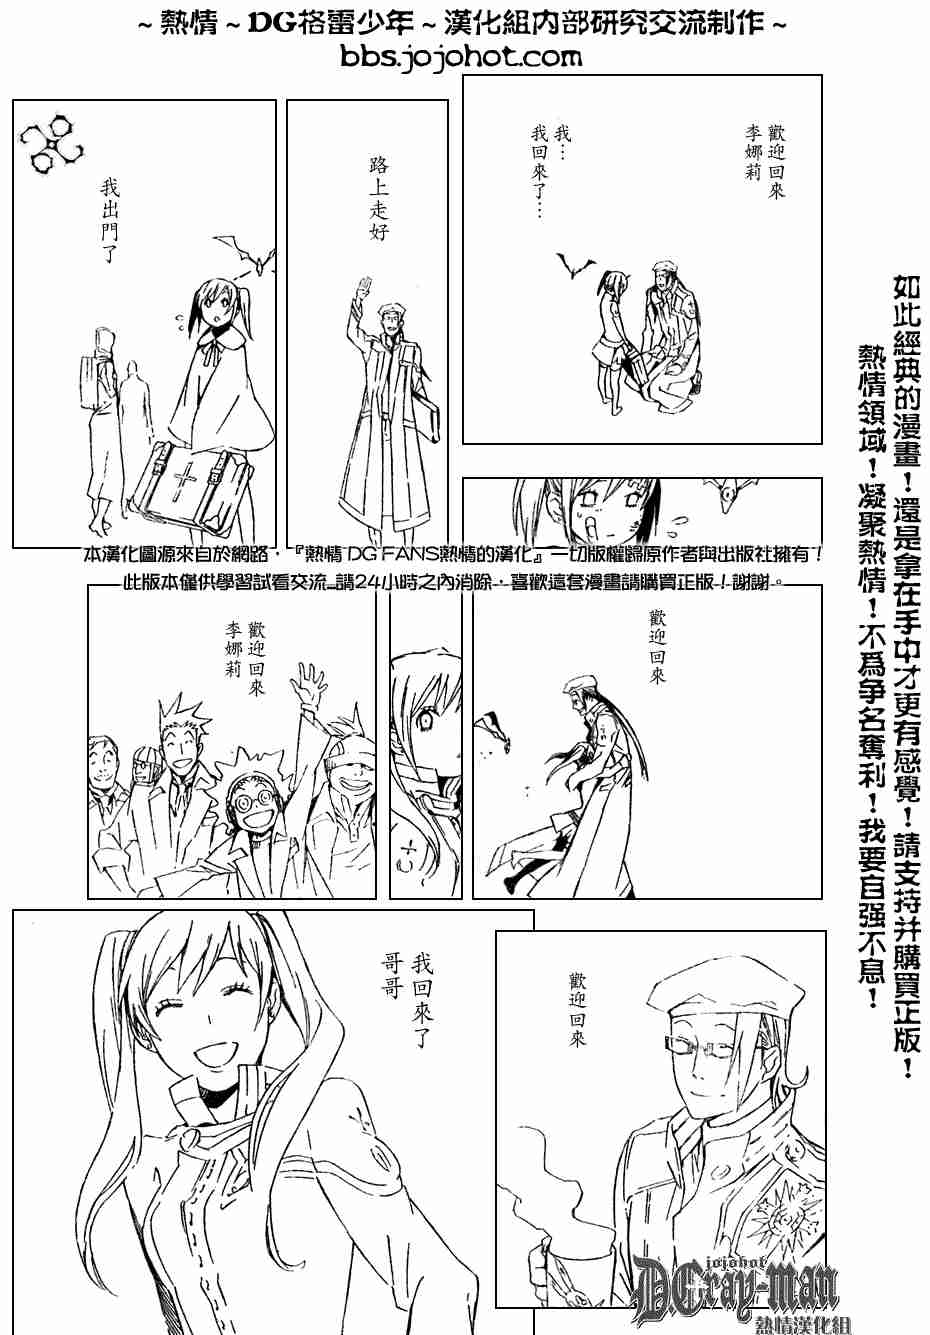 ~熱情~DG格雷少年~漢化組內部研究交流制作~
bbs.jojohot.com
歡迎回來
李娜莉
我…
我回來了…
路上走好
我出門了
本漢化圖源來自於網路，『熱情DG FANS熱情的漢化』一切版權歸原作者與出版社擁有！
此版本僅供學習試看交流 請24小時之內消除，喜歡這套漫畫請購買正版！謝謝。
歡迎回來
歡迎回來
李娜莉
歡迎回來
我回來了
哥哥
如此經典的漫畫！還是拿在手中才更有感覺！請支持并購買正版！
熱情領域！凝聚熱情！不爲爭名奪利！我要自强不息！
jojohot
D.Gray-man
熱情漢化組